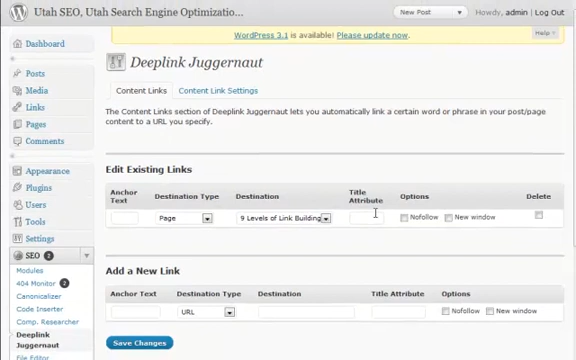 Utah SEO, Utah Search Engine Optimizatio...
New Post
Howdy, admin | Log Out
WordPress 3.1 is available! Please update now.
Help
Dashboard
Posts
Media
Links
Pages
Comments
Appearance
Plugins
Users
Tools
Settings
SEO 2
Modules
404 Monitor 2
Canonicalizer
Code Inserter
Comp. Researcher
Deeplink
Juggernaut
File Editor
Deeplink Juggernaut
Content Links
Content Link Settings
The Content Links section of Deeplink Juggernaut lets you automatically link a certain word or phrase in your post/page
content to a URL you specify.
Edit Existing Links
Anchor
Text
Destination Type
Destination
Title
Attribute
Options
Delete
Page
9 Levels of Link Building
Nofollow
New window
Add a New Link
Anchor Text
Destination Type
Destination
Title Attribute
Options
URL
Nofollow
New window
Save Changes